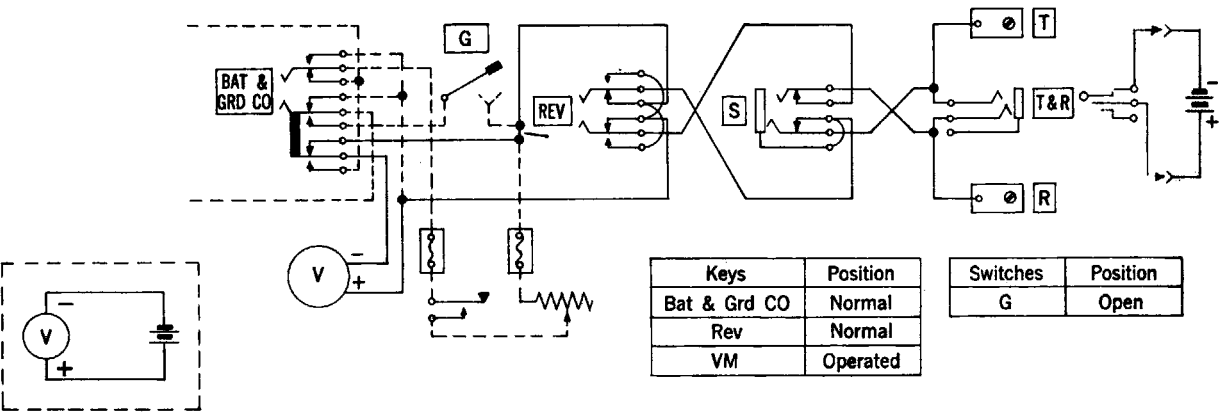 T
G
BAT &
GRD CO
REV
S
T&R
−
+
R
V
−
+
Keys Position
Bat & Grd CO Normal
Rev Normal
VM Operated
Switches Position
G Open
−
V
+